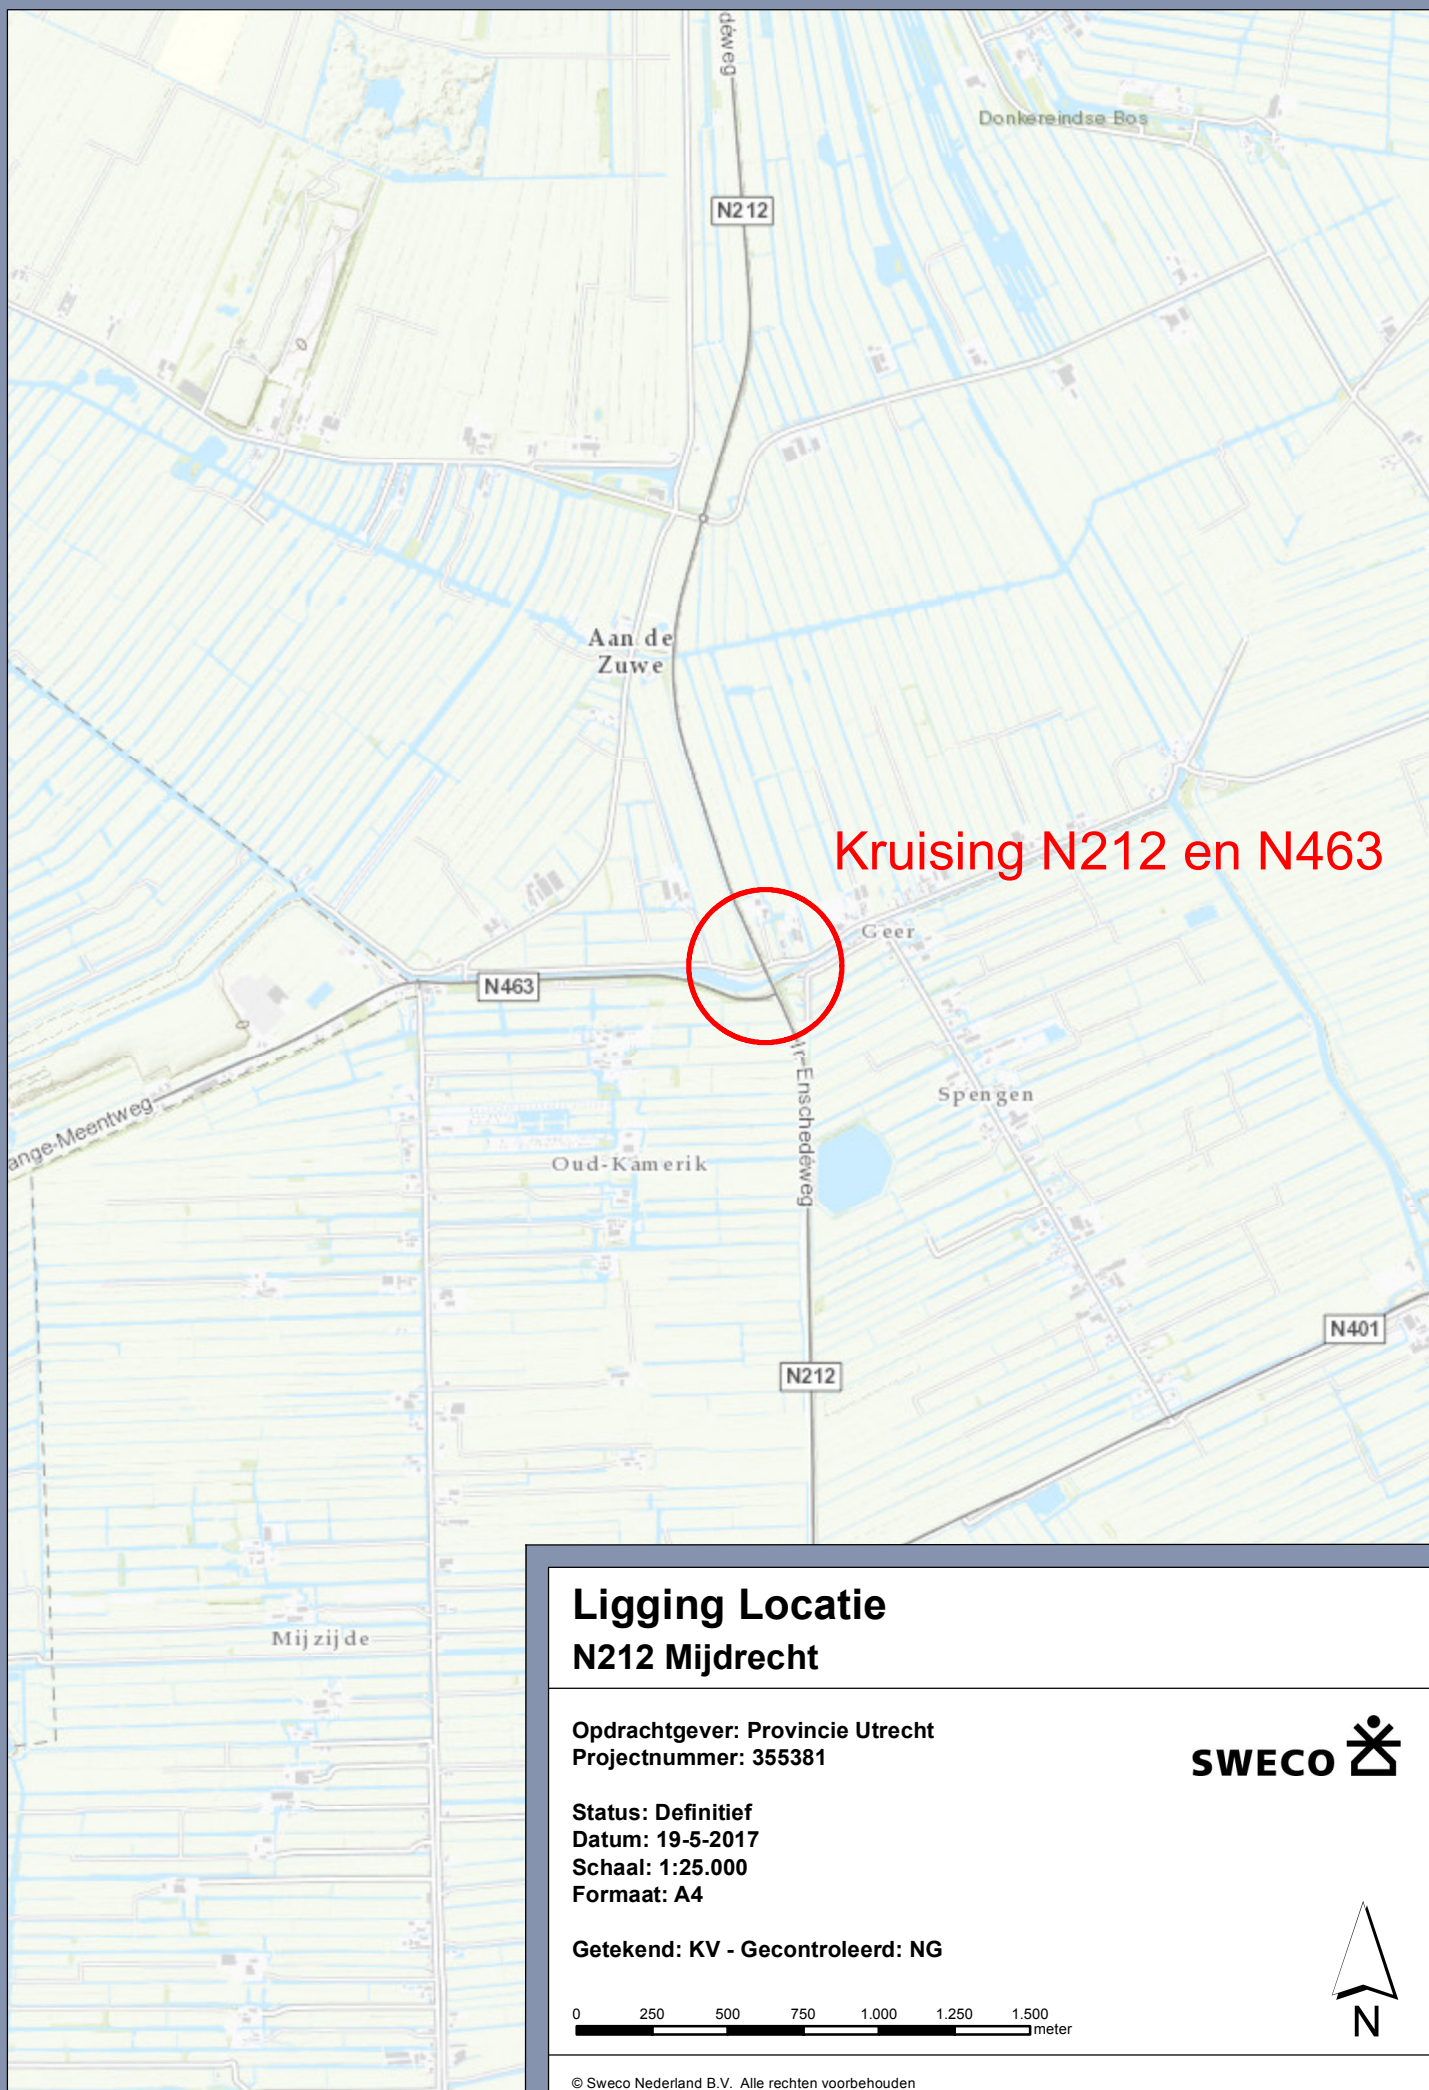 déweg
Donkereindse Bos
N212
Aan de
Zuwe
Kruising N212 en N463
Geer
N463
Enschedéweg
Spengen
ange-Meentweg
Oud-Kamerik
N401
N212
Mijzijde
Ligging Locatie
N212 Mijdrecht
Opdrachtgever: Provincie Utrecht
Projectnummer: 355381
SWECO
Status: Definitief
Datum: 19-5-2017
Schaal: 1:25.000
Formaat: A4
Getekend: KV - Gecontroleerd: NG
0 250 500 750 1.000 1.250 1.500
meter
N
© Sweco Nederland B.V. Alle rechten voorbehouden